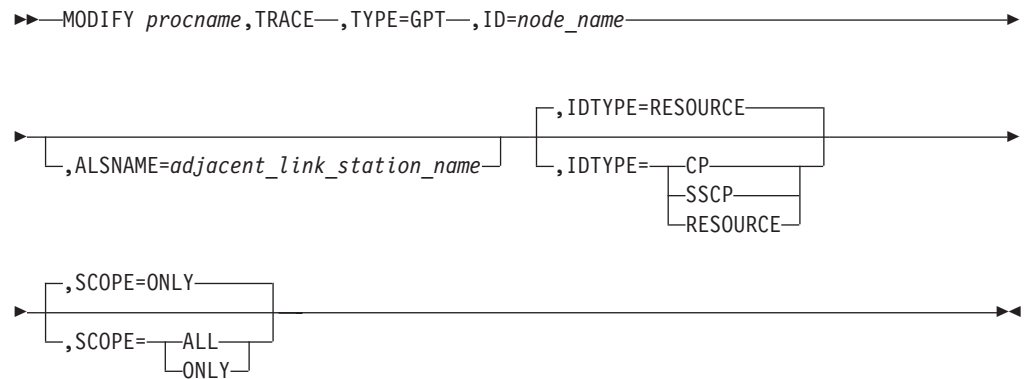 MODIFY procname,TRACE ,TYPE=GPT ,ID=node_name
,ALSNAME=adjacent_link_station_name
,IDTYPE=RESOURCE
,IDTYPE= CP
SSCP
RESOURCE
,SCOPE=ONLY
,SCOPE= ALL
ONLY